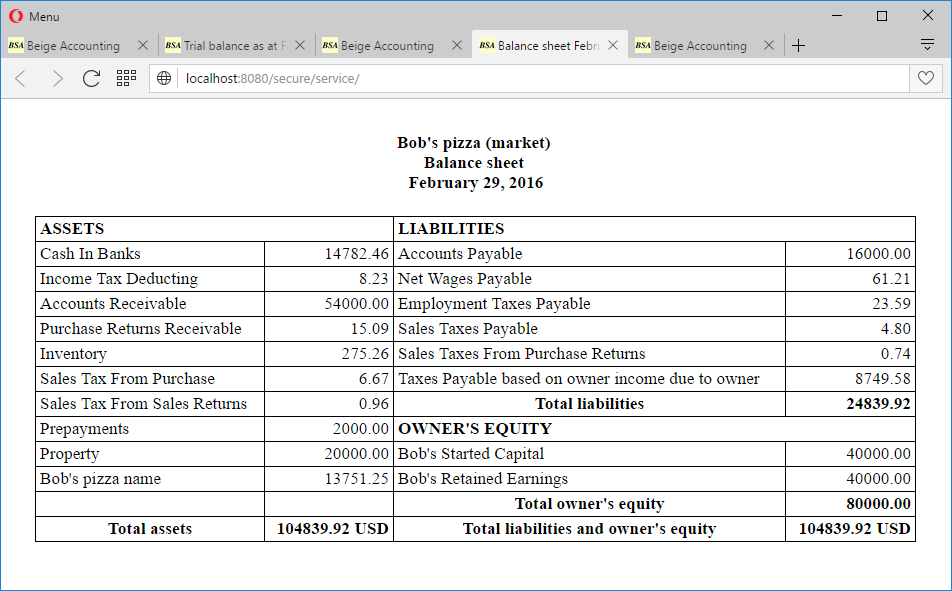 Menu
BSA Beige Accounting
BSA Trial balance as at F
BSA Beige Accounting
BSA Balance sheet Febru
BSA Beige Accounting
localhost:8080/secure/service/
Bob's pizza (market)
Balance sheet
February 29, 2016
ASSETS LIABILITIES
Cash In Banks 14782.46 Accounts Payable 16000.00
Income Tax Deducting 8.23 Net Wages Payable 61.21
Accounts Receivable 54000.00 Employment Taxes Payable 23.59
Purchase Returns Receivable 15.09 Sales Taxes Payable 4.80
Inventory 275.26 Sales Taxes From Purchase Returns 0.74
Sales Tax From Purchase 6.67 Taxes Payable based on owner income due to owner 8749.58
Sales Tax From Sales Returns 0.96 Total liabilities 24839.92
Prepayments 2000.00 OWNER'S EQUITY
Property 20000.00 Bob's Started Capital 40000.00
Bob's pizza name 13751.25 Bob's Retained Earnings 40000.00
Total owner's equity 80000.00
Total assets 104839.92 USD Total liabilities and owner's equity 104839.92 USD